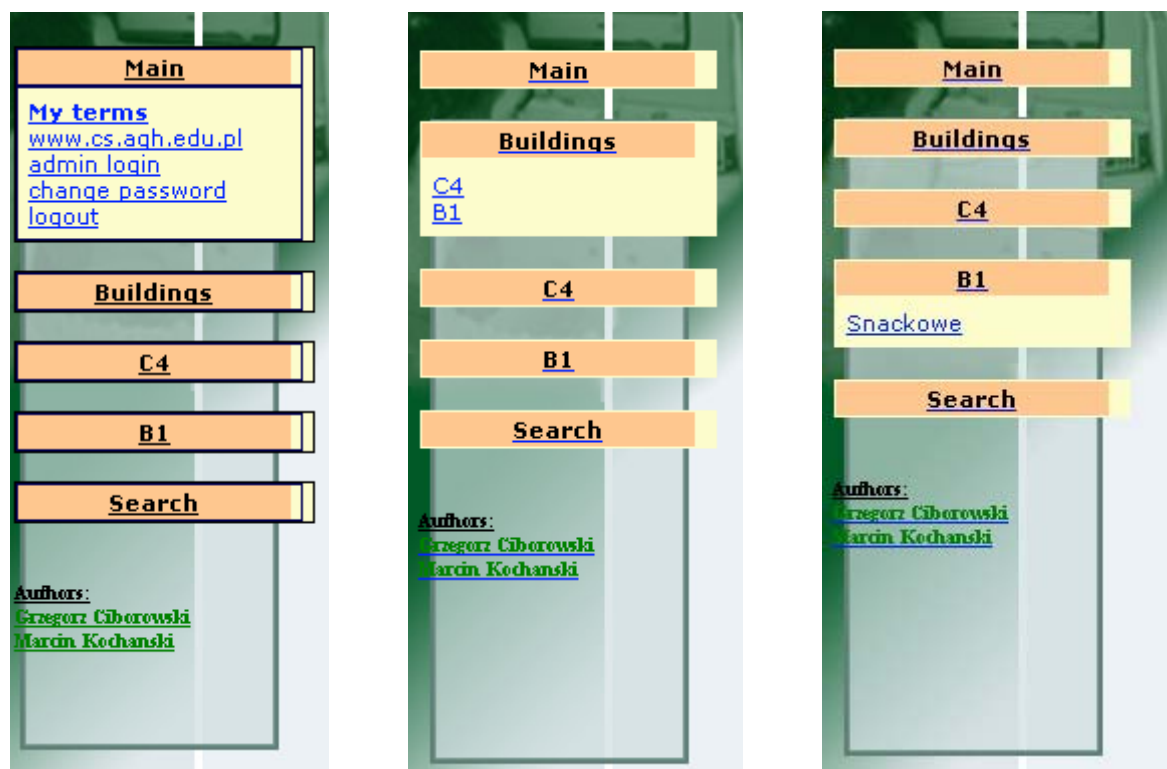 Main
My terms
www.cs.agh.edu.pl
admin login
change password
logout
Buildings
C4
B1
Search
Authors:
Grzegorz Ciborowski
Marcin Kochanski
Main
Buildings
C4
B1
C4
B1
Search
Authors:
Grzegorz Ciborowski
Marcin Kochanski
Main
Buildings
C4
B1
Snackowe
Search
Authors:
Grzegorz Ciborowski
Marcin Kochanski